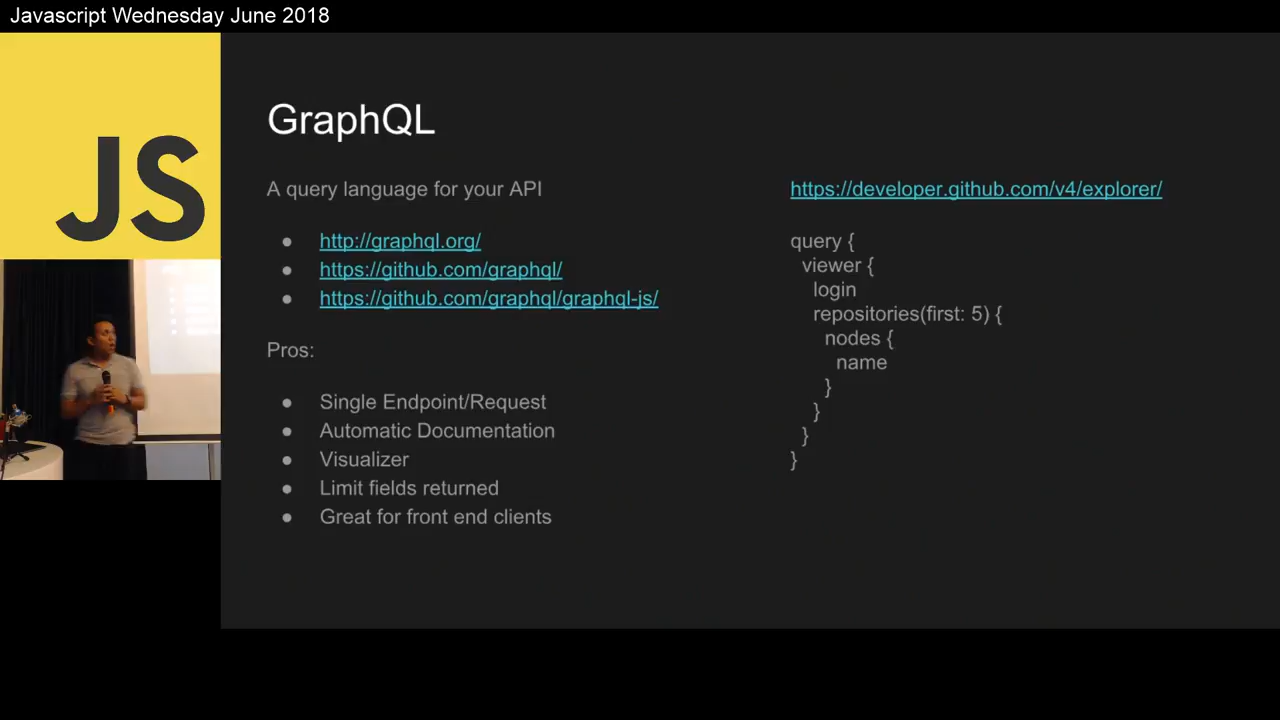 Javascript Wednesday June 2018
JS
GraphQL
A query language for your API
● http://graphql.org/
● https://github.com/graphql/
● https://github.com/graphql/graphql-js/
Pros:
● Single Endpoint/Request
● Automatic Documentation
● Visualizer
● Limit fields returned
● Great for front end clients
https://developer.github.com/v4/explorer/
query {
viewer {
login
repositories(first: 5) {
nodes {
name
}
}
}
}